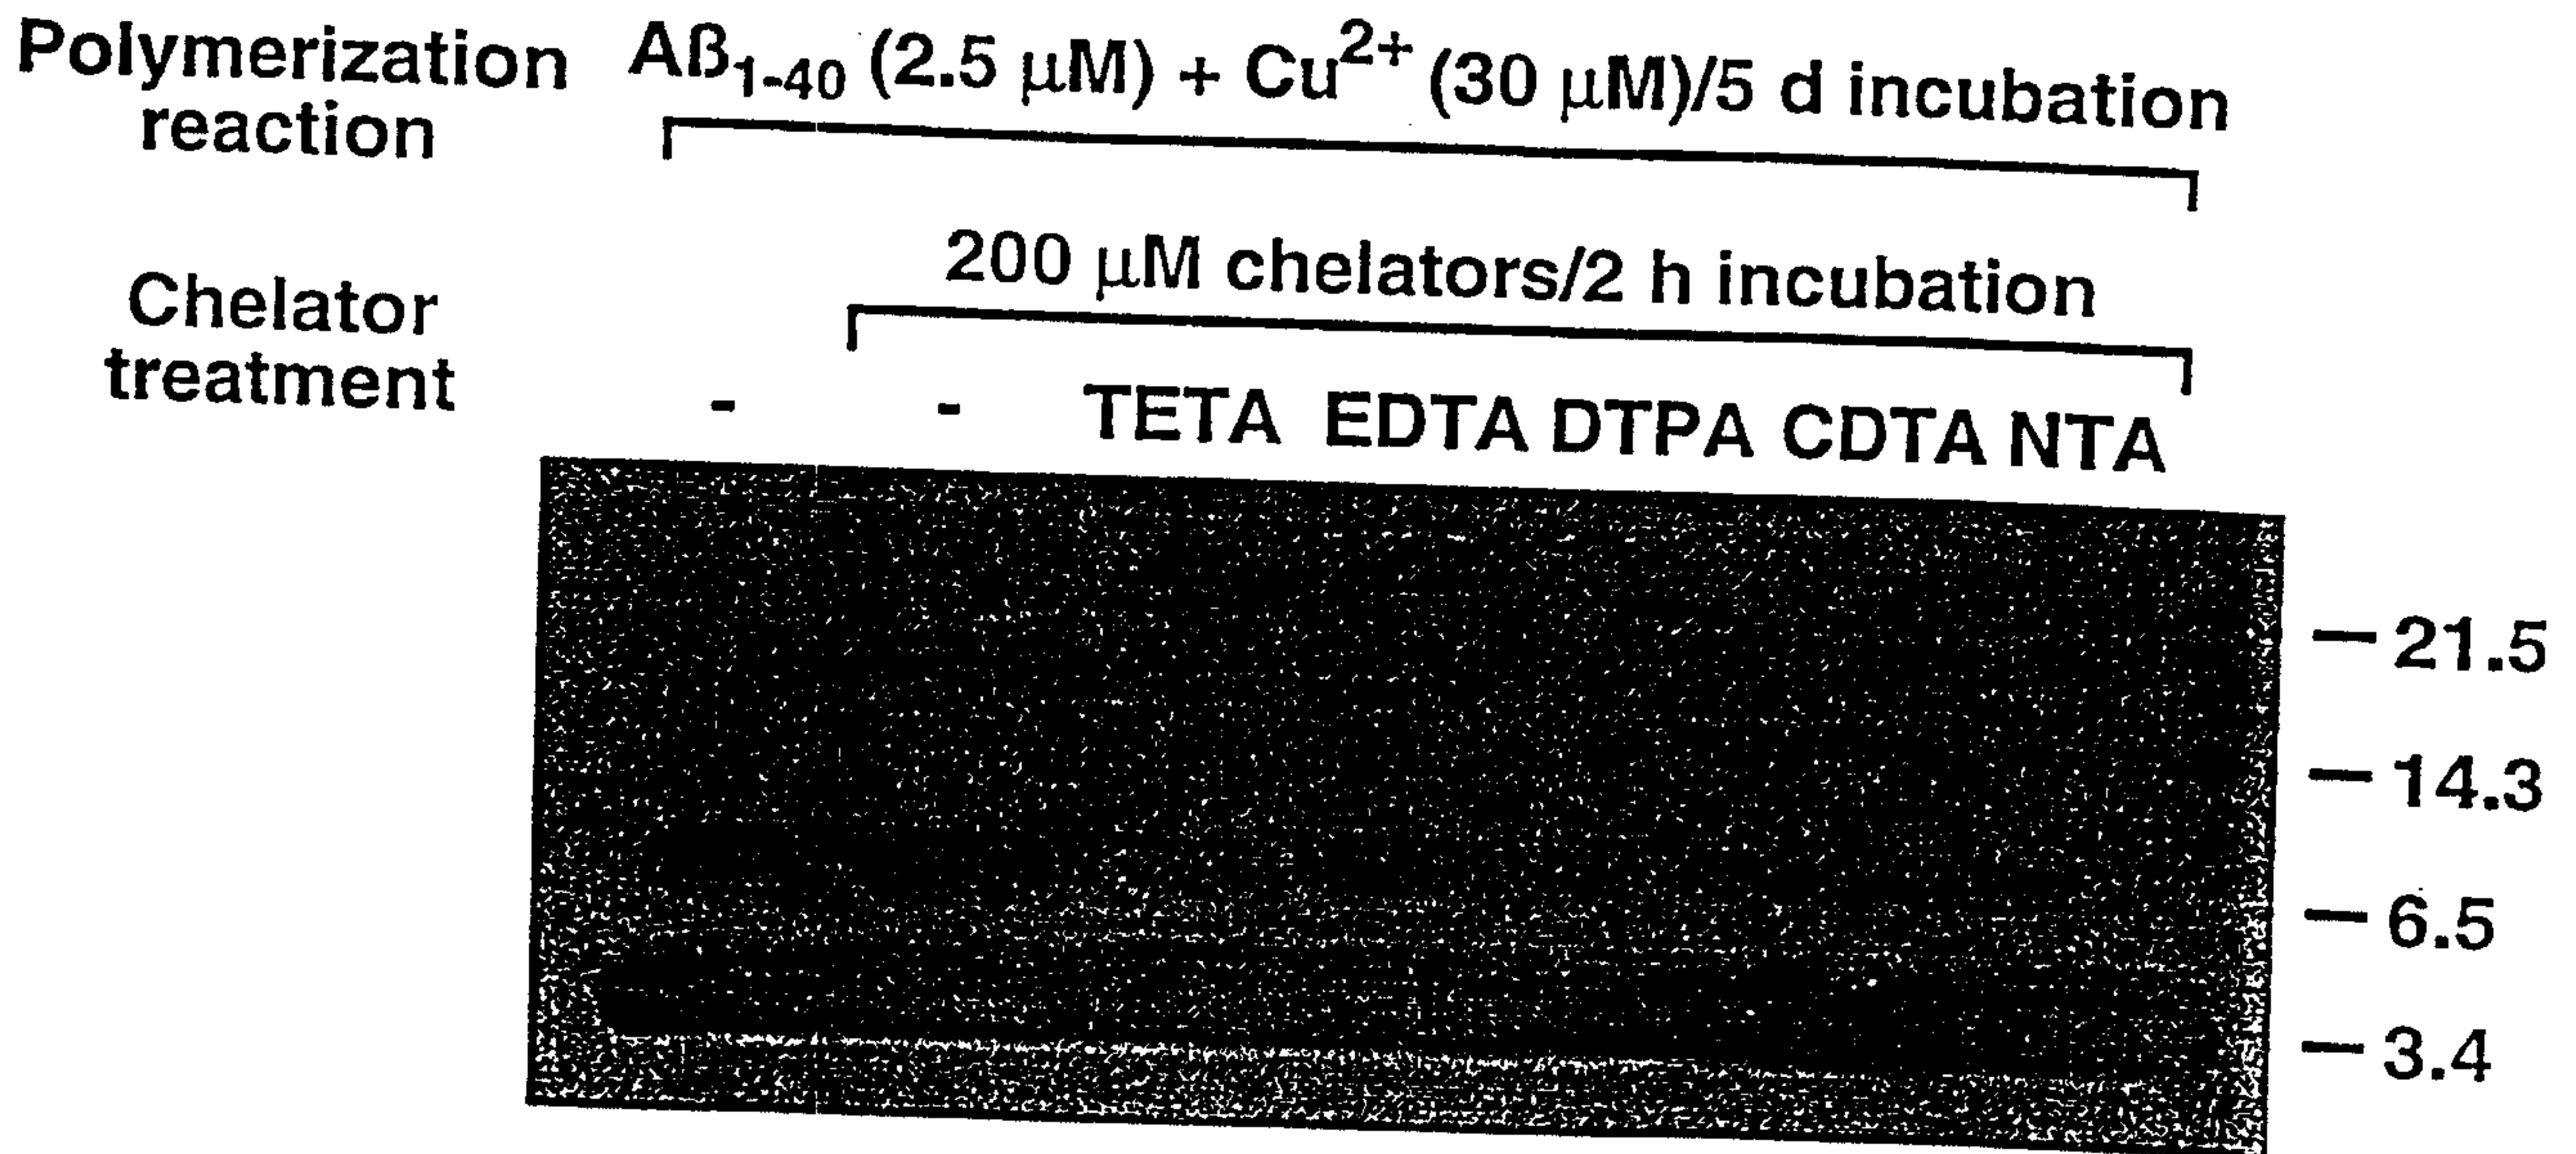 Polymerization
reaction
Aß₁₋₄₀ (2.5 µM) + Cu²⁺ (30 µM)/5 d incubation
200 µM chelators/2 h incubation
Chelator
treatment
- - TETA EDTA DTPA CDTA NTA
21.5
14.3
6.5
3.4